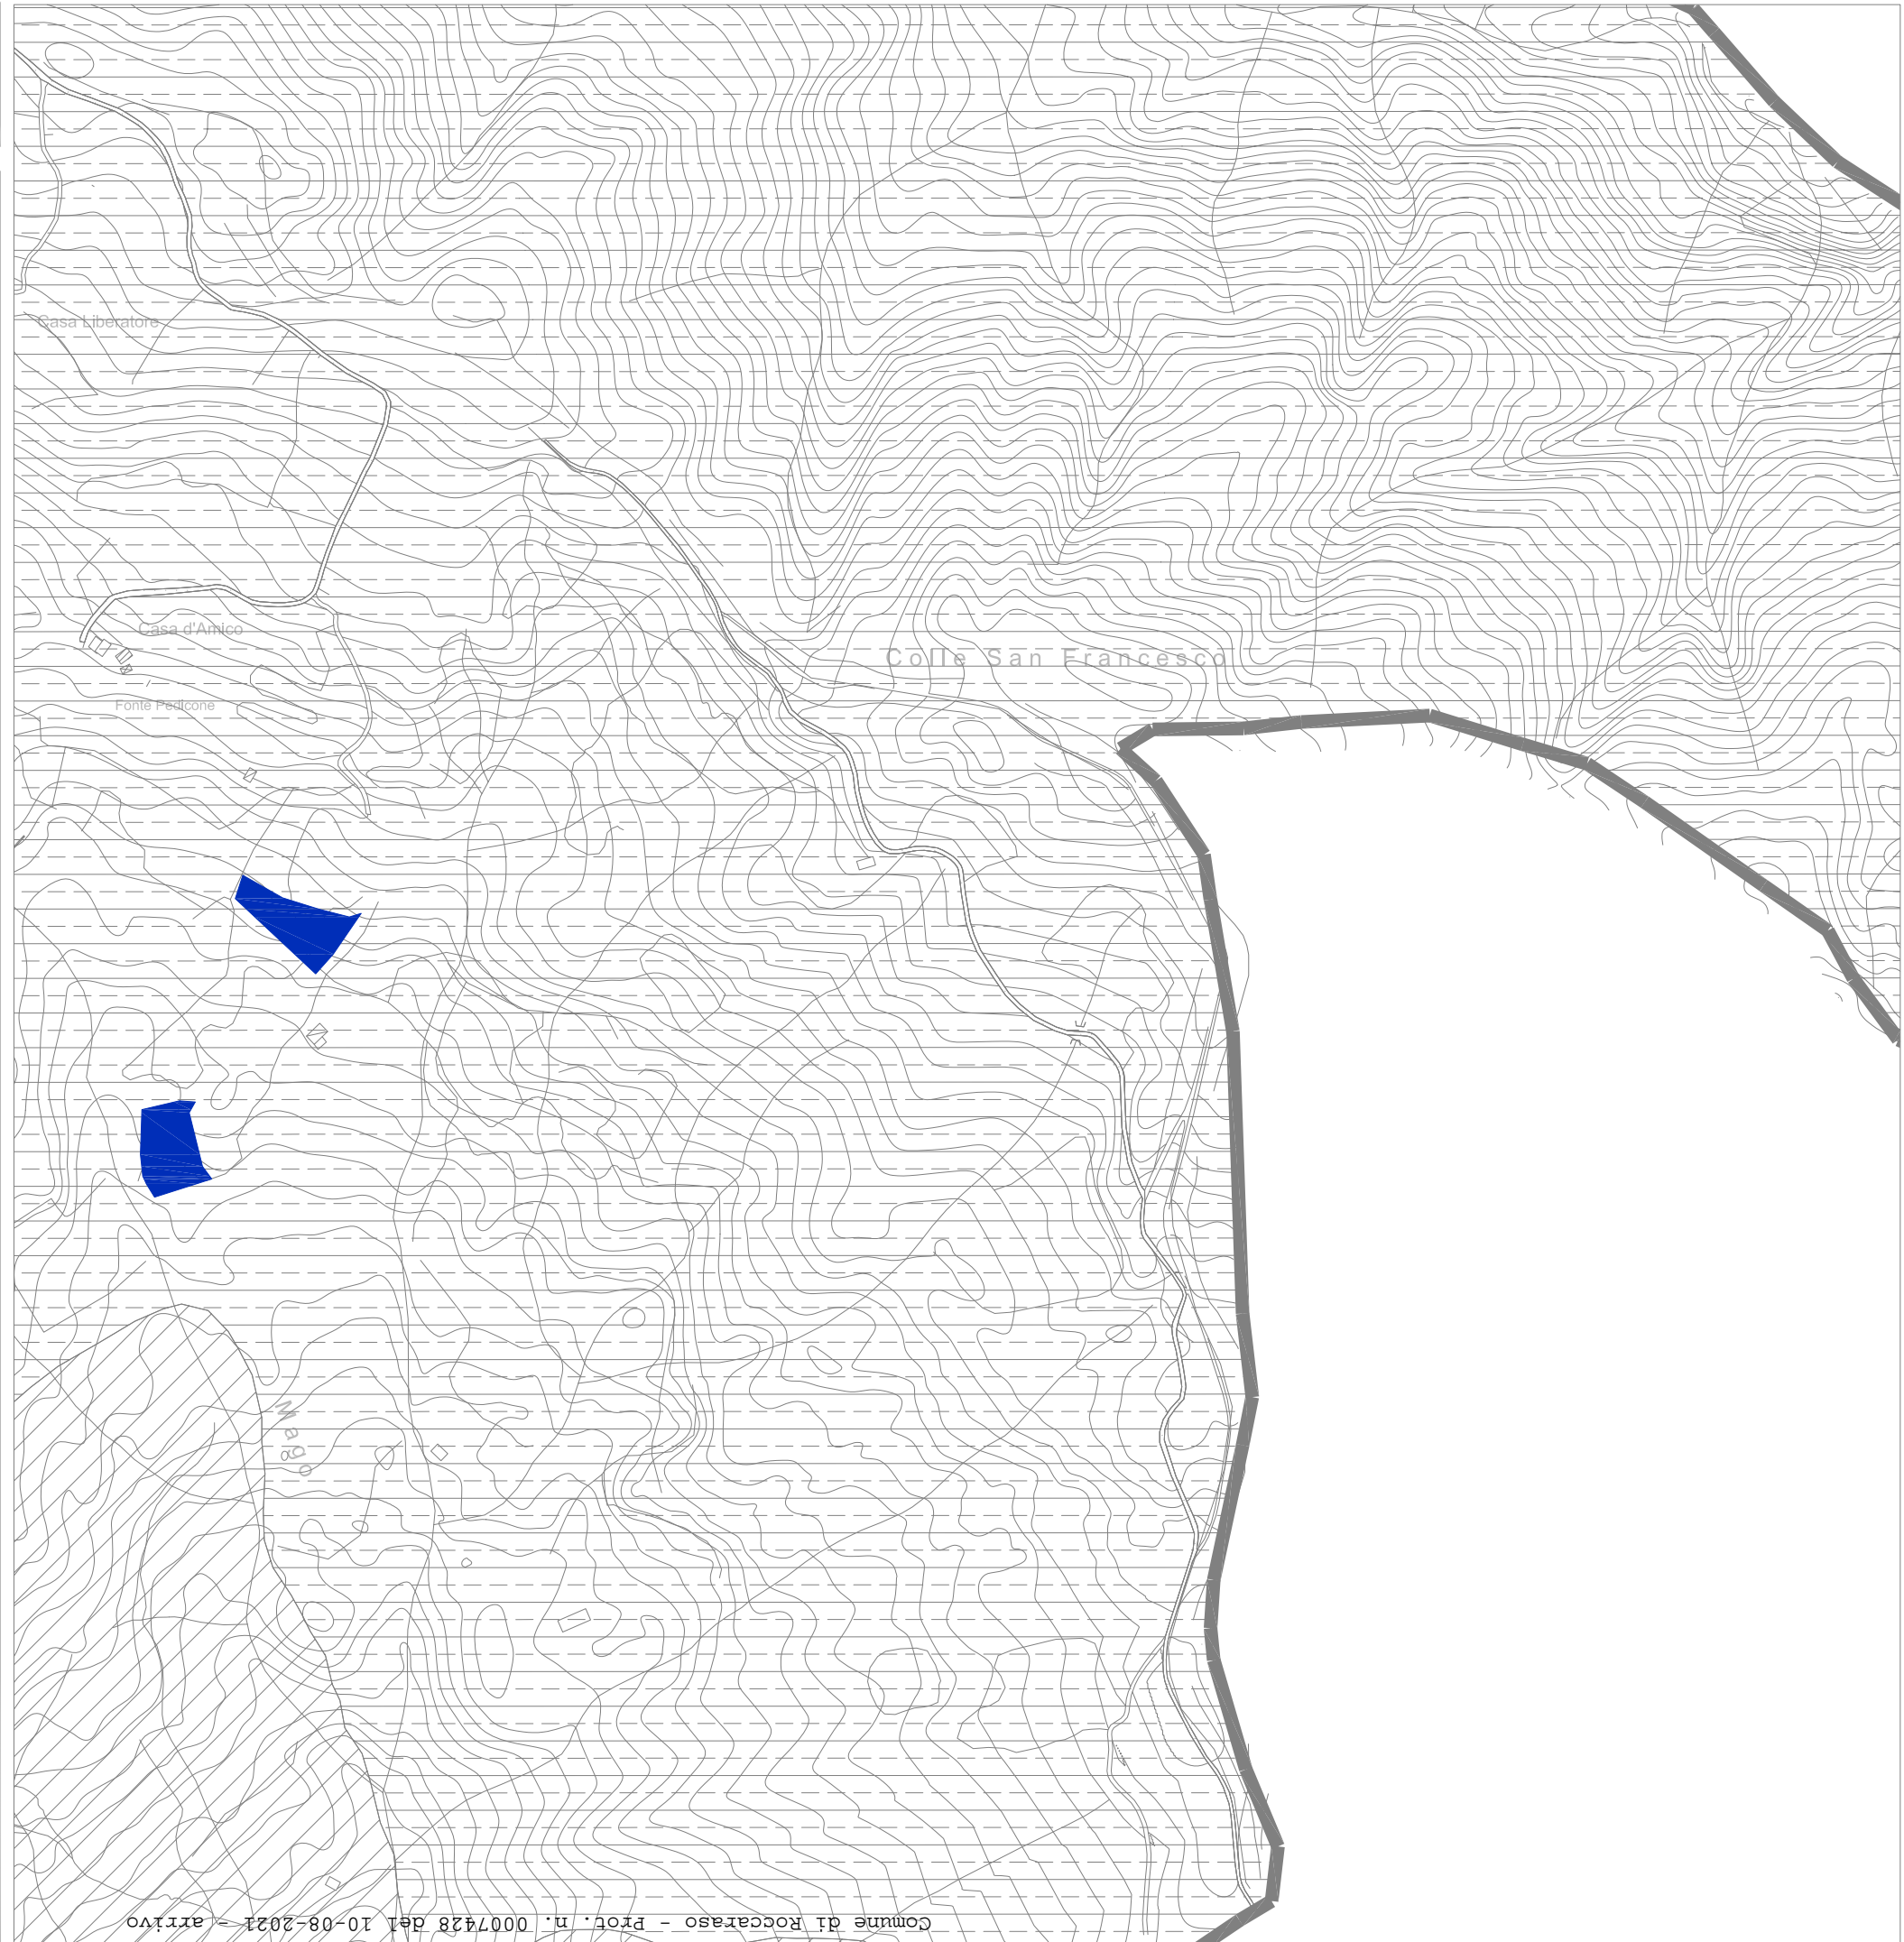 Casa Liberatore
Casa d'Amico
Colle San Francesco
Fonte Pedicone
Mago
Comune di Roccaraso - Prot. n. 0007428 del 10-08-2021 - arrivo